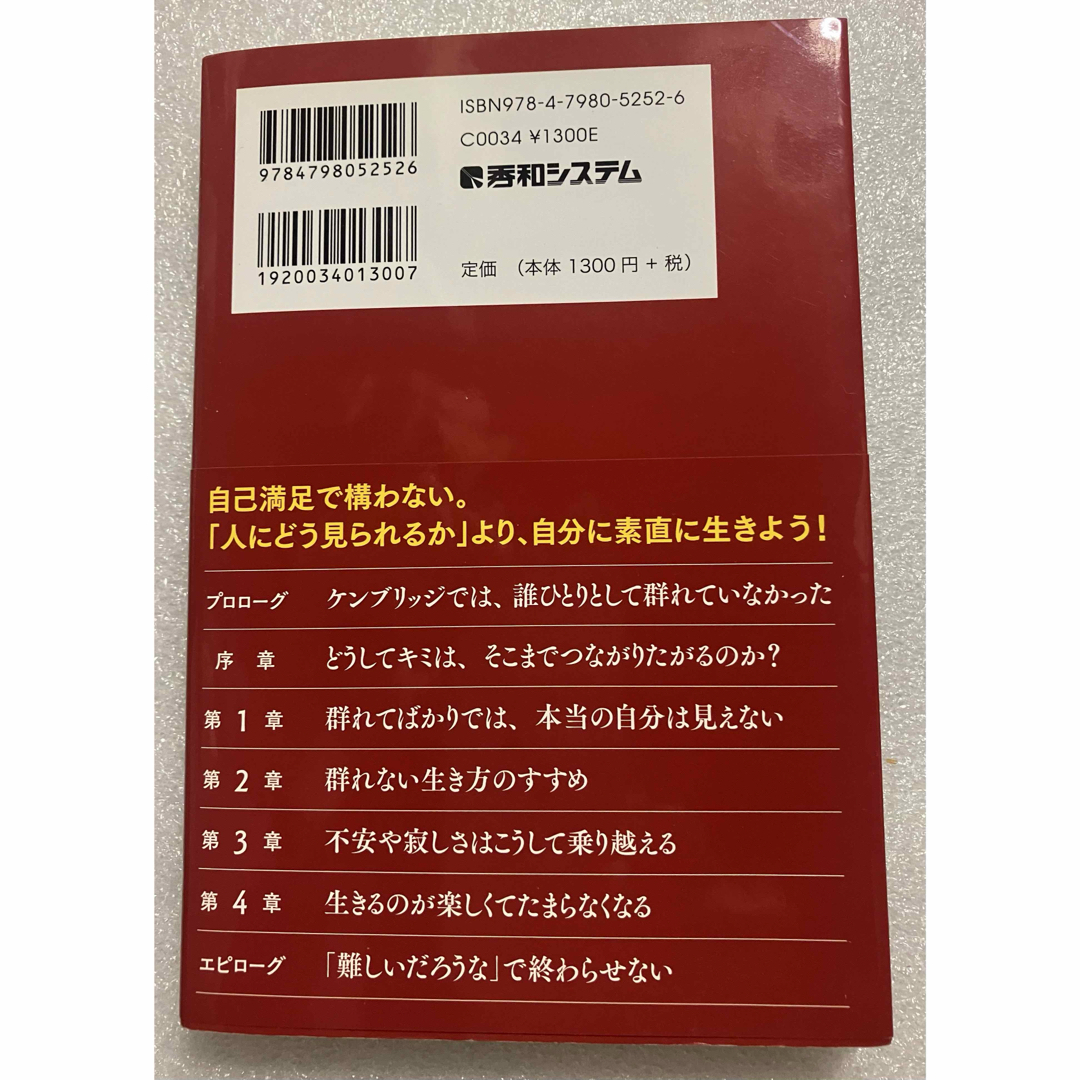 ISBN978-4-7980-5252-6
C0034 ¥1300E
9784798052526
秀和システム
1920034013007
定価 (本体 1300 円 + 税)
自己満足で構わない。
「人にどう見られるか」より、自分に素直に生きよう!
プロローグ ケンブリッジでは、誰ひとりとして群れていなかった
序 章 どうしてキミは、そこまでつながりたがるのか?
第 1 章 群れてばかりでは、本当の自分は見えない
第 2 章 群れない生き方のすすめ
第 3 章 不安や寂しさはこうして乗り越える
第 4 章 生きるのが楽しくてたまらなくなる
エピローグ 「難しいだろうな」で終わらせない